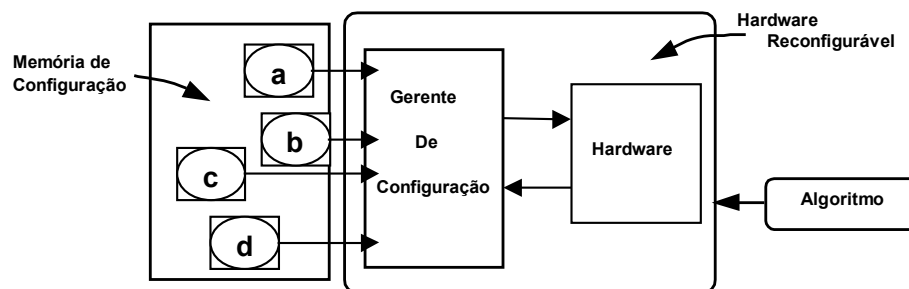 Memória de
Configuração
a
b
c
d
Gerente
De
Configuração
Hardware
Hardware
Reconfigurável
Algoritmo